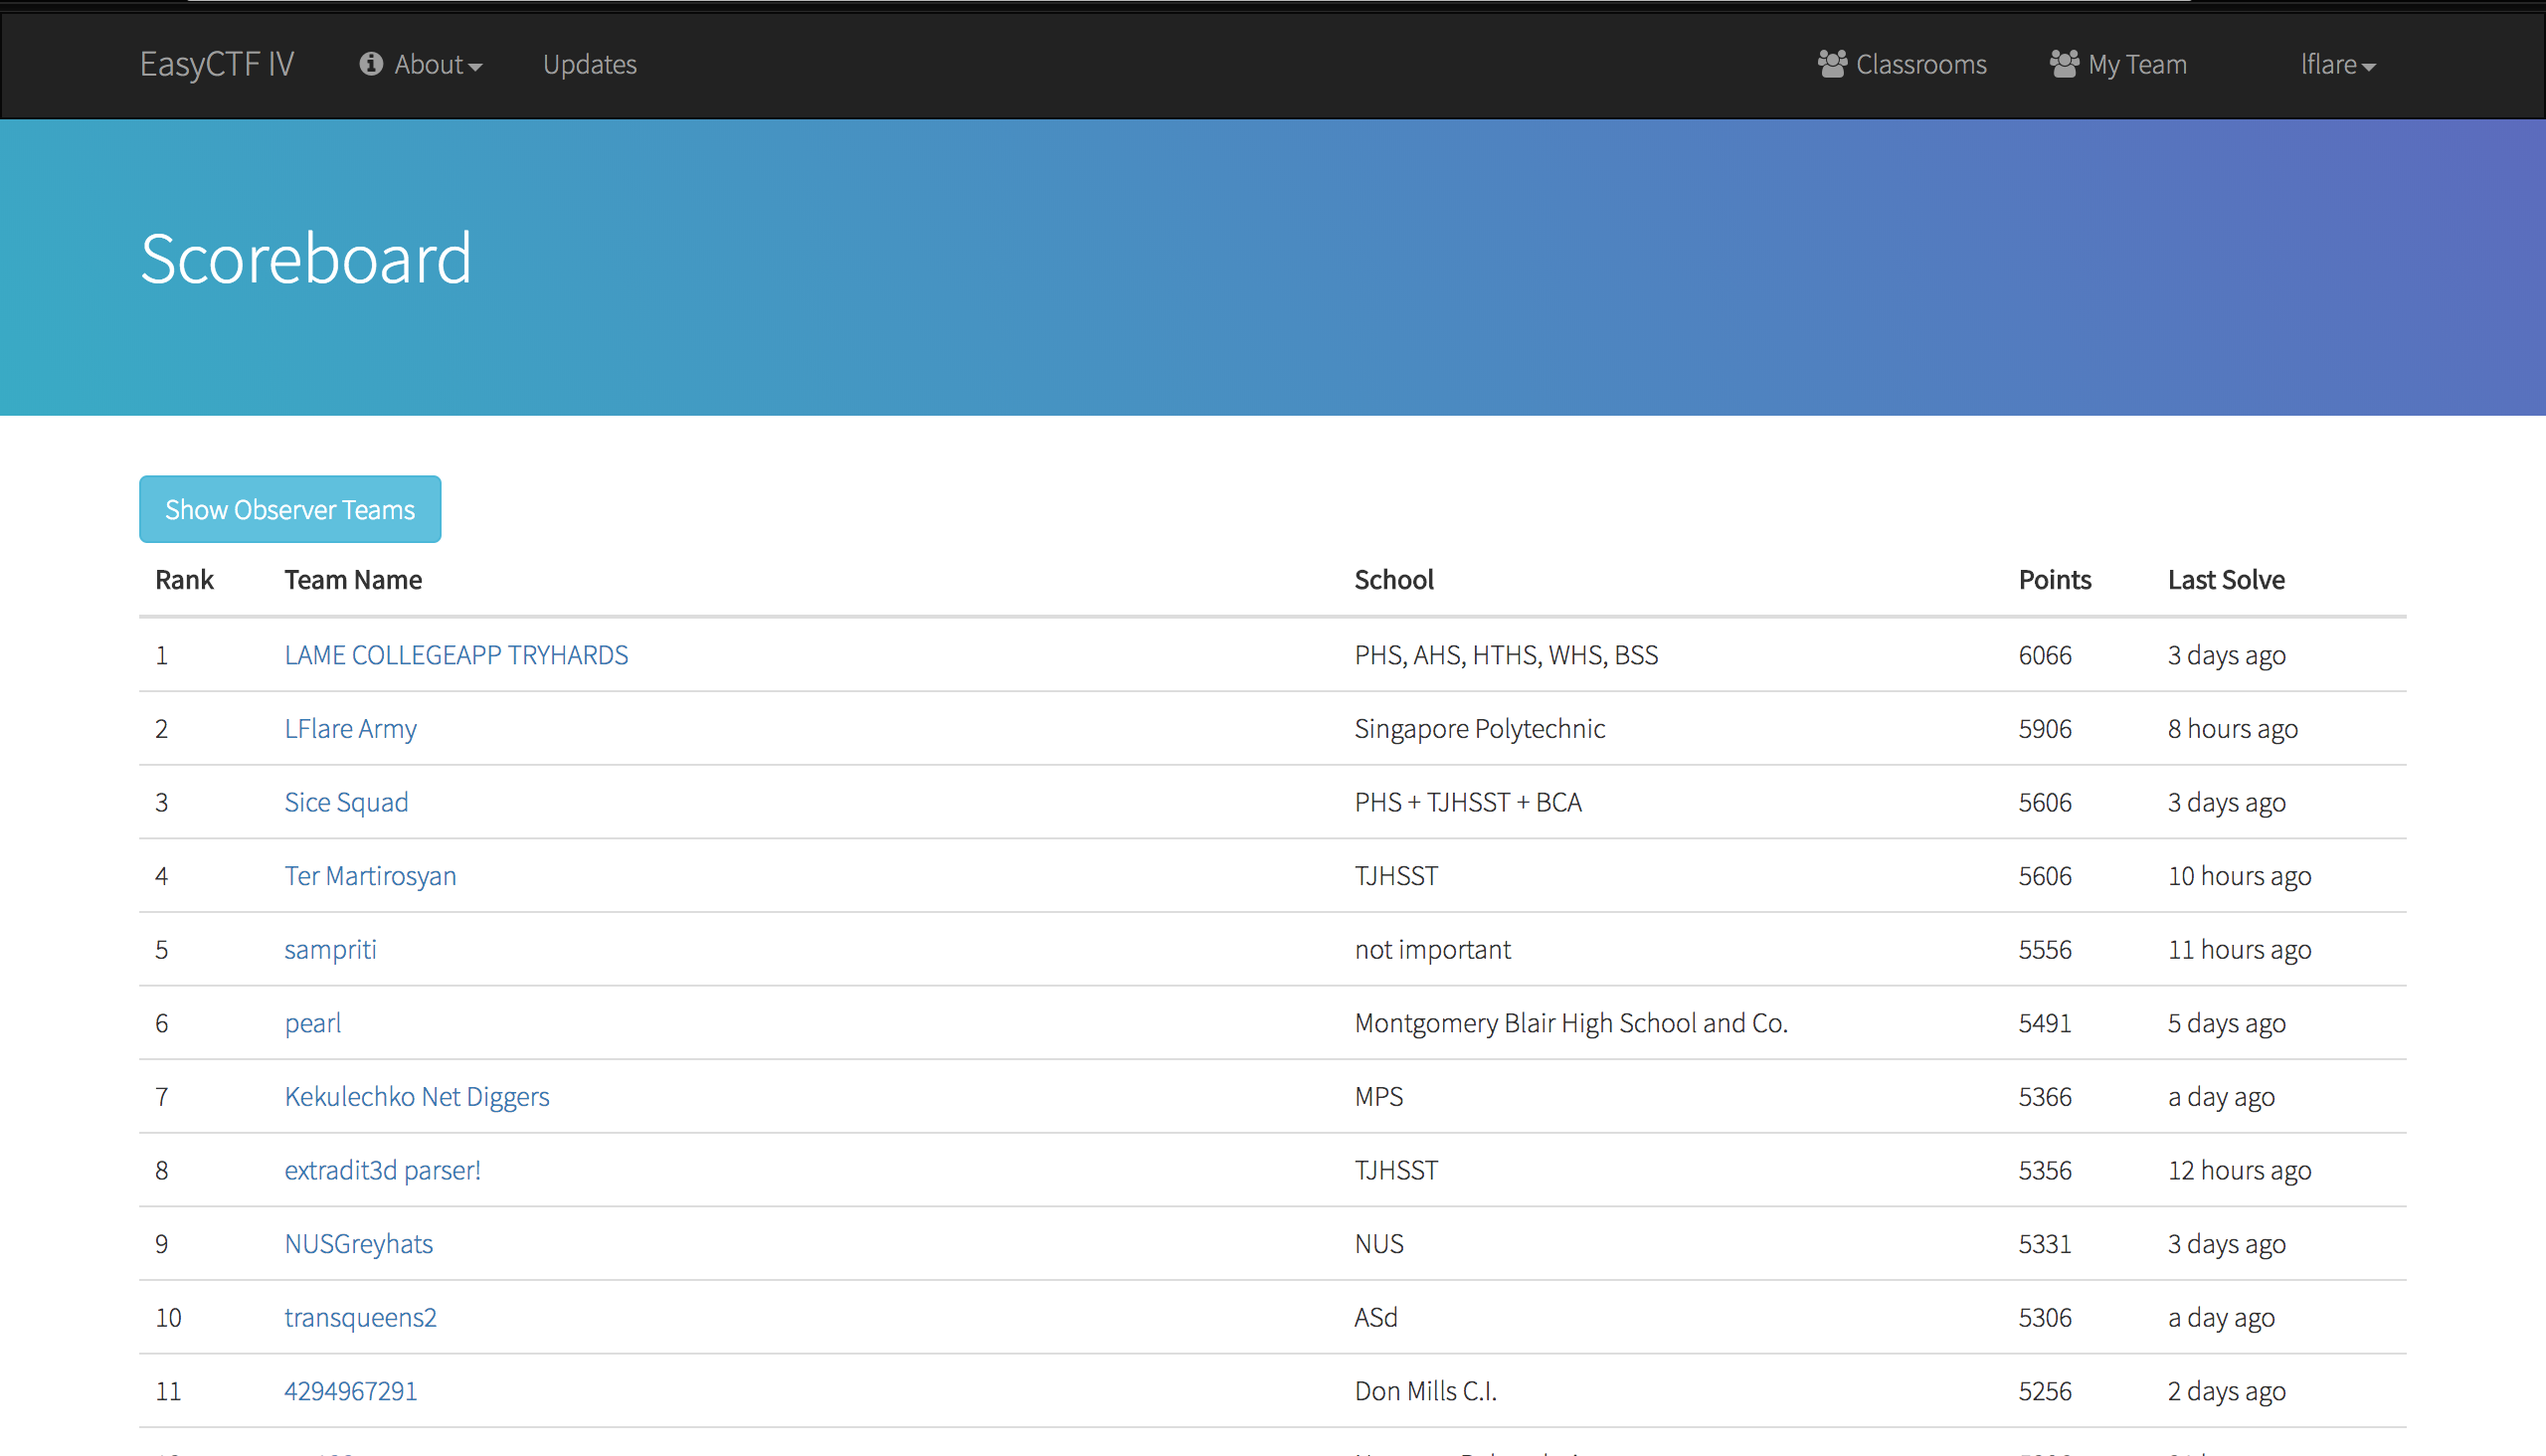 EasyCTF IV About Updates Classrooms My Team lflare
Scoreboard
Show Observer Teams
Rank Team Name School Points Last Solve
1 LAME COLLEGEAPP TRYHARDS PHS, AHS, HTHS, WHS, BSS 6066 3 days ago
2 LFlare Army Singapore Polytechnic 5906 8 hours ago
3 Sice Squad PHS + TJHSST + BCA 5606 3 days ago
4 Ter Martirosyan TJHSST 5606 10 hours ago
5 sampriti not important 5556 11 hours ago
6 pearl Montgomery Blair High School and Co. 5491 5 days ago
7 Kekulechko Net Diggers MPS 5366 a day ago
8 extradit3d parser! TJHSST 5356 12 hours ago
9 NUSGreyhats NUS 5331 3 days ago
10 transqueens2 ASd 5306 a day ago
11 4294967291 Don Mills C.I. 5256 2 days ago